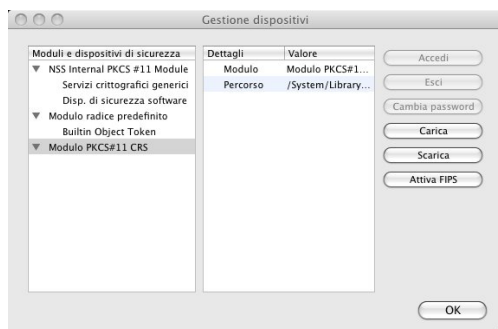 Gestione dispositivi
Moduli e dispositivi di sicurezza
NSS Internal PKCS #11 Module
Servizi crittografici generici
Disp. di sicurezza software
Modulo radice predefinito
Builtin Object Token
Modulo PKCS#11 CRS
Dettagli Valore
Modulo Modulo PKCS#1...
Percorso /System/Library...
Accedi
Esci
Cambia password
Carica
Scarica
Attiva FIPS
OK